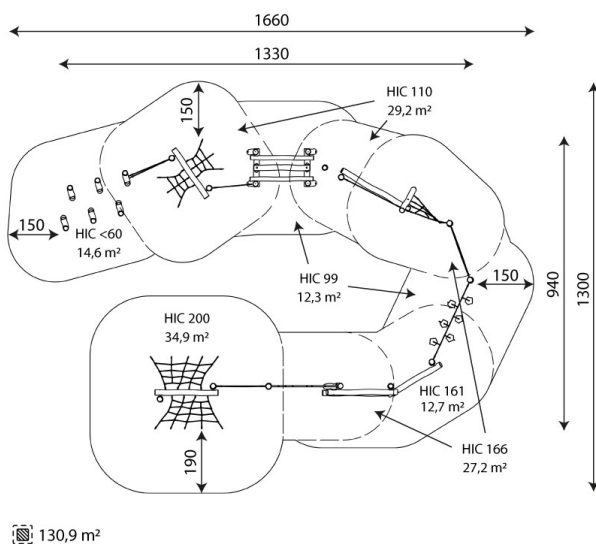 1660
1330
HIC 110
29,2 m²
150
150
HIC <60
14,6 m²
HIC 99
12,3 m²
150
940
1300
HIC 200
34,9 m²
HIC 161
12,7 m²
190
HIC 166
27,2 m²
130,9 m²